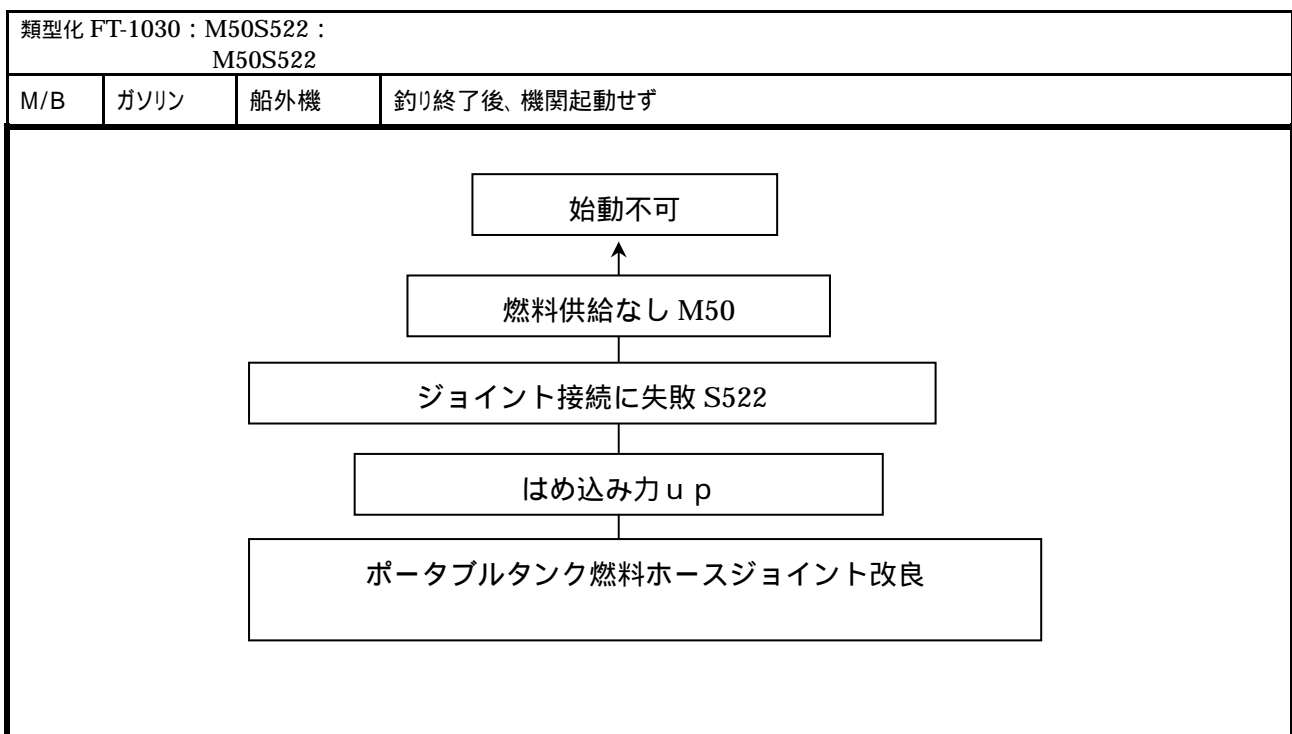 類型化 FT-1030：M50S522：
M50S522
M/B ガソリン 船外機 釣り終了後、機関起動せず
始動不可
燃料供給なし M50
ジョイント接続に失敗 S522
はめ込み力ｕｐ
ポータブルタンク燃料ホースジョイント改良